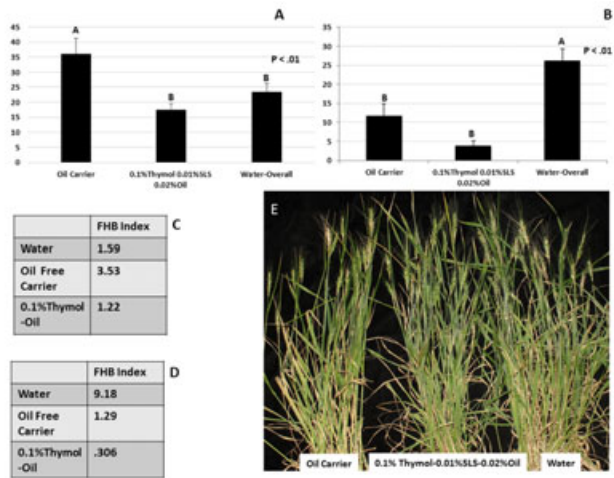 A
40
35
30
25
20
15
10
5
0
A
B
B
P < .01
Oil Carrier
0.1%Thymol 0.01%SLS
0.02%Oil
Water-Overall
B
35
30
25
20
15
10
5
0
B
B
A
P < .01
Oil Carrier
0.1%Thymol 0.01%SLS
0.02%Oil
Water-Overall
C
FHB Index
Water 1.59
Oil Free
Carrier 3.53
0.1%Thymol
-Oil 1.22
D
FHB Index
Water 9.18
Oil Free
Carrier 1.29
0.1%Thymol
-Oil .306
E
Oil Carrier 0.1% Thymol-0.01%SLS-0.02%Oil Water